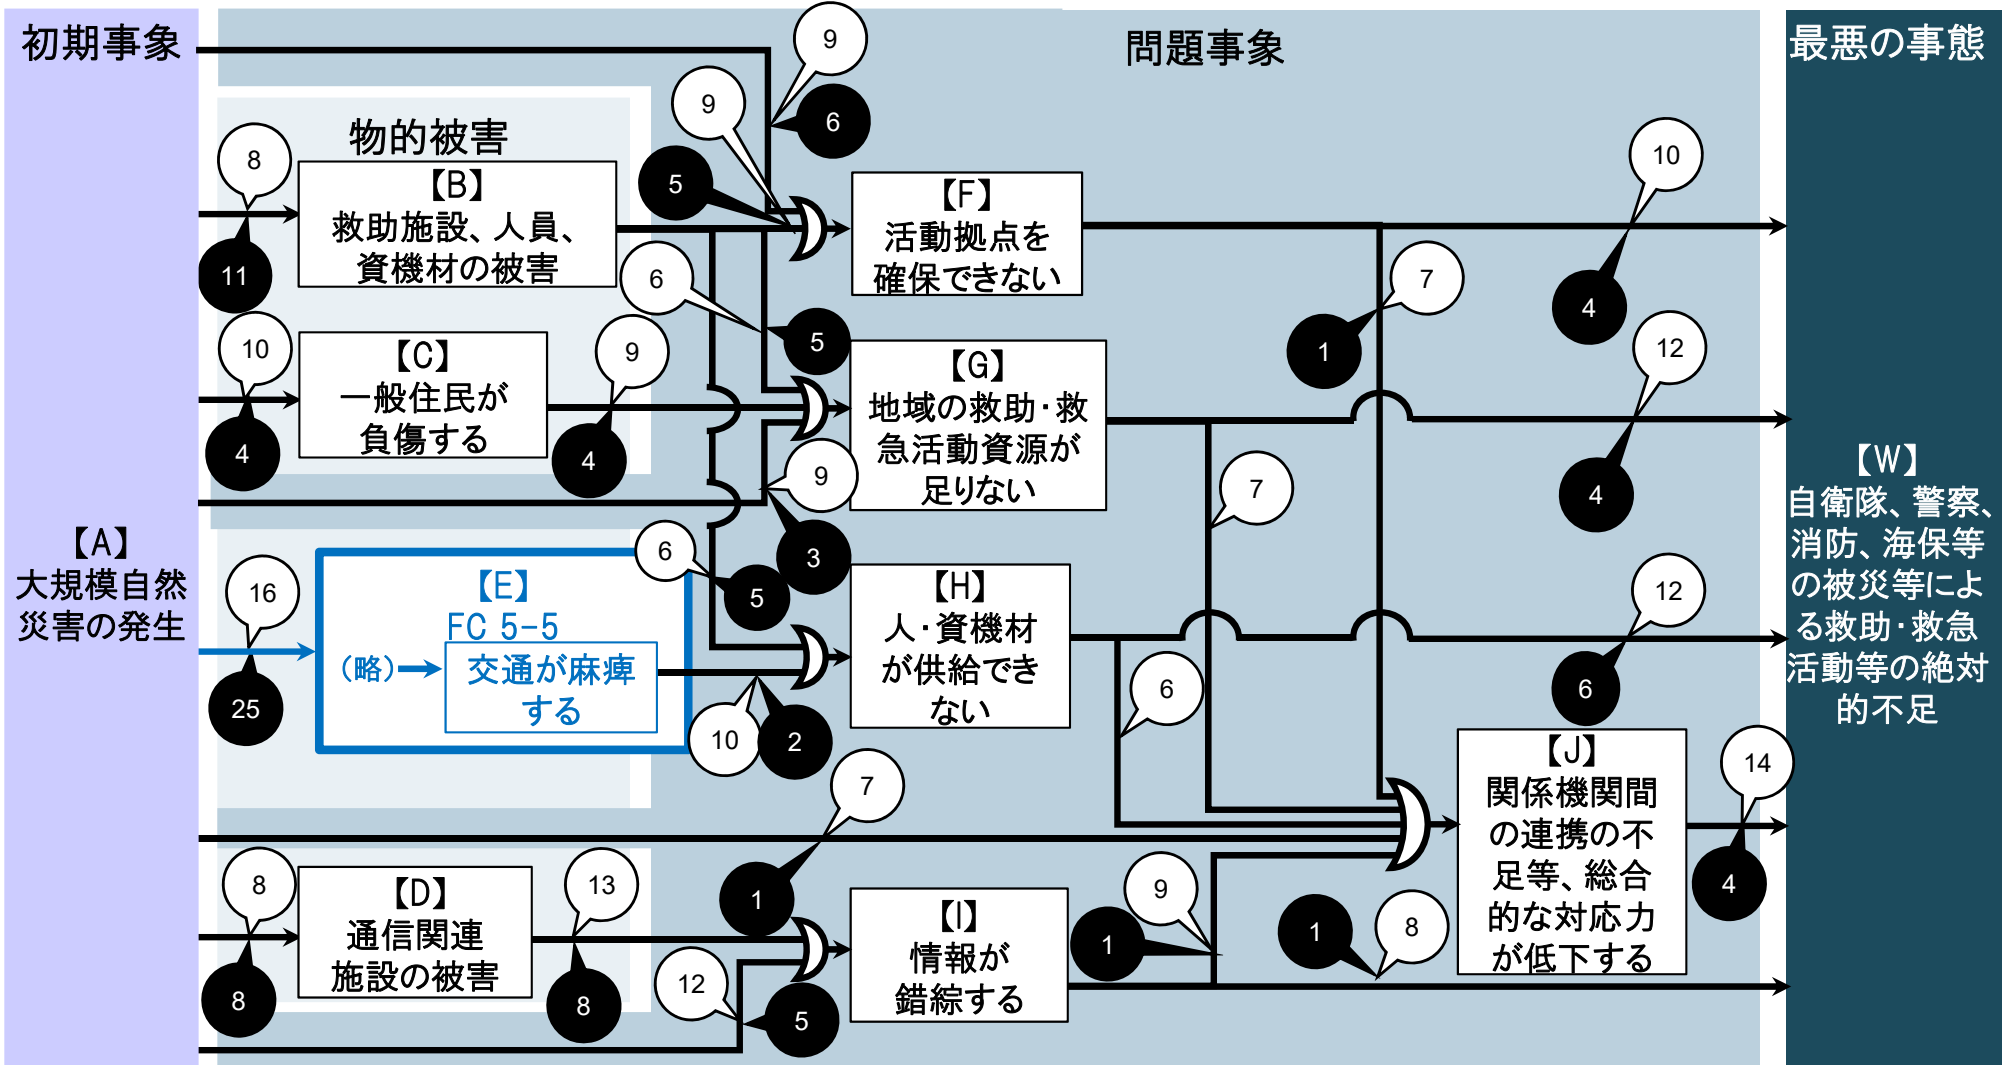 初期事象
問題事象
最悪の事態
物的被害
【A】
大規模自然
災害の発生
【B】
救助施設、人員、
資機材の被害
【C】
一般住民が
負傷する
【E】
FC 5-5
(略)
交通が麻痺
する
【D】
通信関連
施設の被害
【F】
活動拠点を
確保できない
【G】
地域の救助・救
急活動資源が
足りない
【H】
人・資機材
が供給でき
ない
【I】
情報が
錯綜する
【J】
関係機関間
の連携の不
足等、総合
的な対応力
が低下する
【W】
自衛隊、警察、
消防、海保等
の被災等によ
る救助・救急
活動等の絶対
的不足
9
6
9
5
8
11
10
4
9
4
6
5
9
3
16
25
6
5
10
2
7
1
8
8
13
8
12
5
10
4
7
1
12
4
7
12
6
6
9
1
1
8
14
4